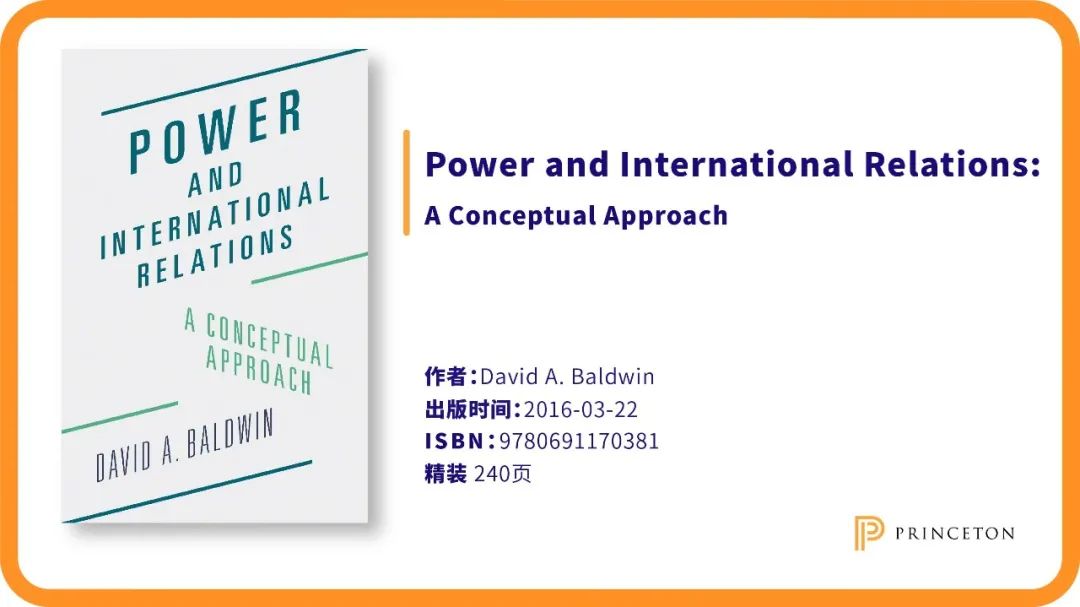 POWER
AND
INTERNATIONAL
RELATIONS
A CONCEPTUAL
APPROACH
DAVID A. BALDWIN
Power and International Relations:
A Conceptual Approach
作者：David A. Baldwin
出版时间：2016-03-22
ISBN：9780691170381
精装 240页
PRINCETON